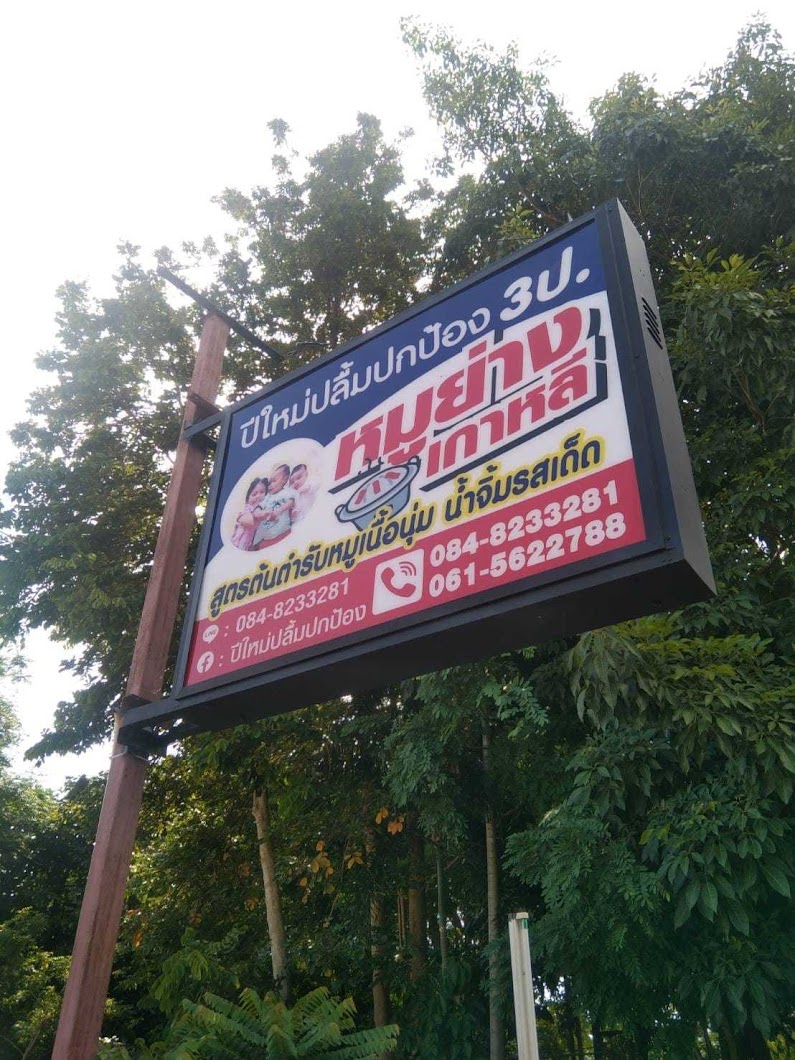 ปีใหม่ปลื้มปกป้อง 3ป.
หมูย่าง
เกาหลี
สูตรต้นตำรับหมูเนื้อนุ่ม น้ำจิ้มรสเด็ด
LINE : 084-8233281
: ปีใหม่ปลื้มปกป้อง
084-8233281
061-5622788